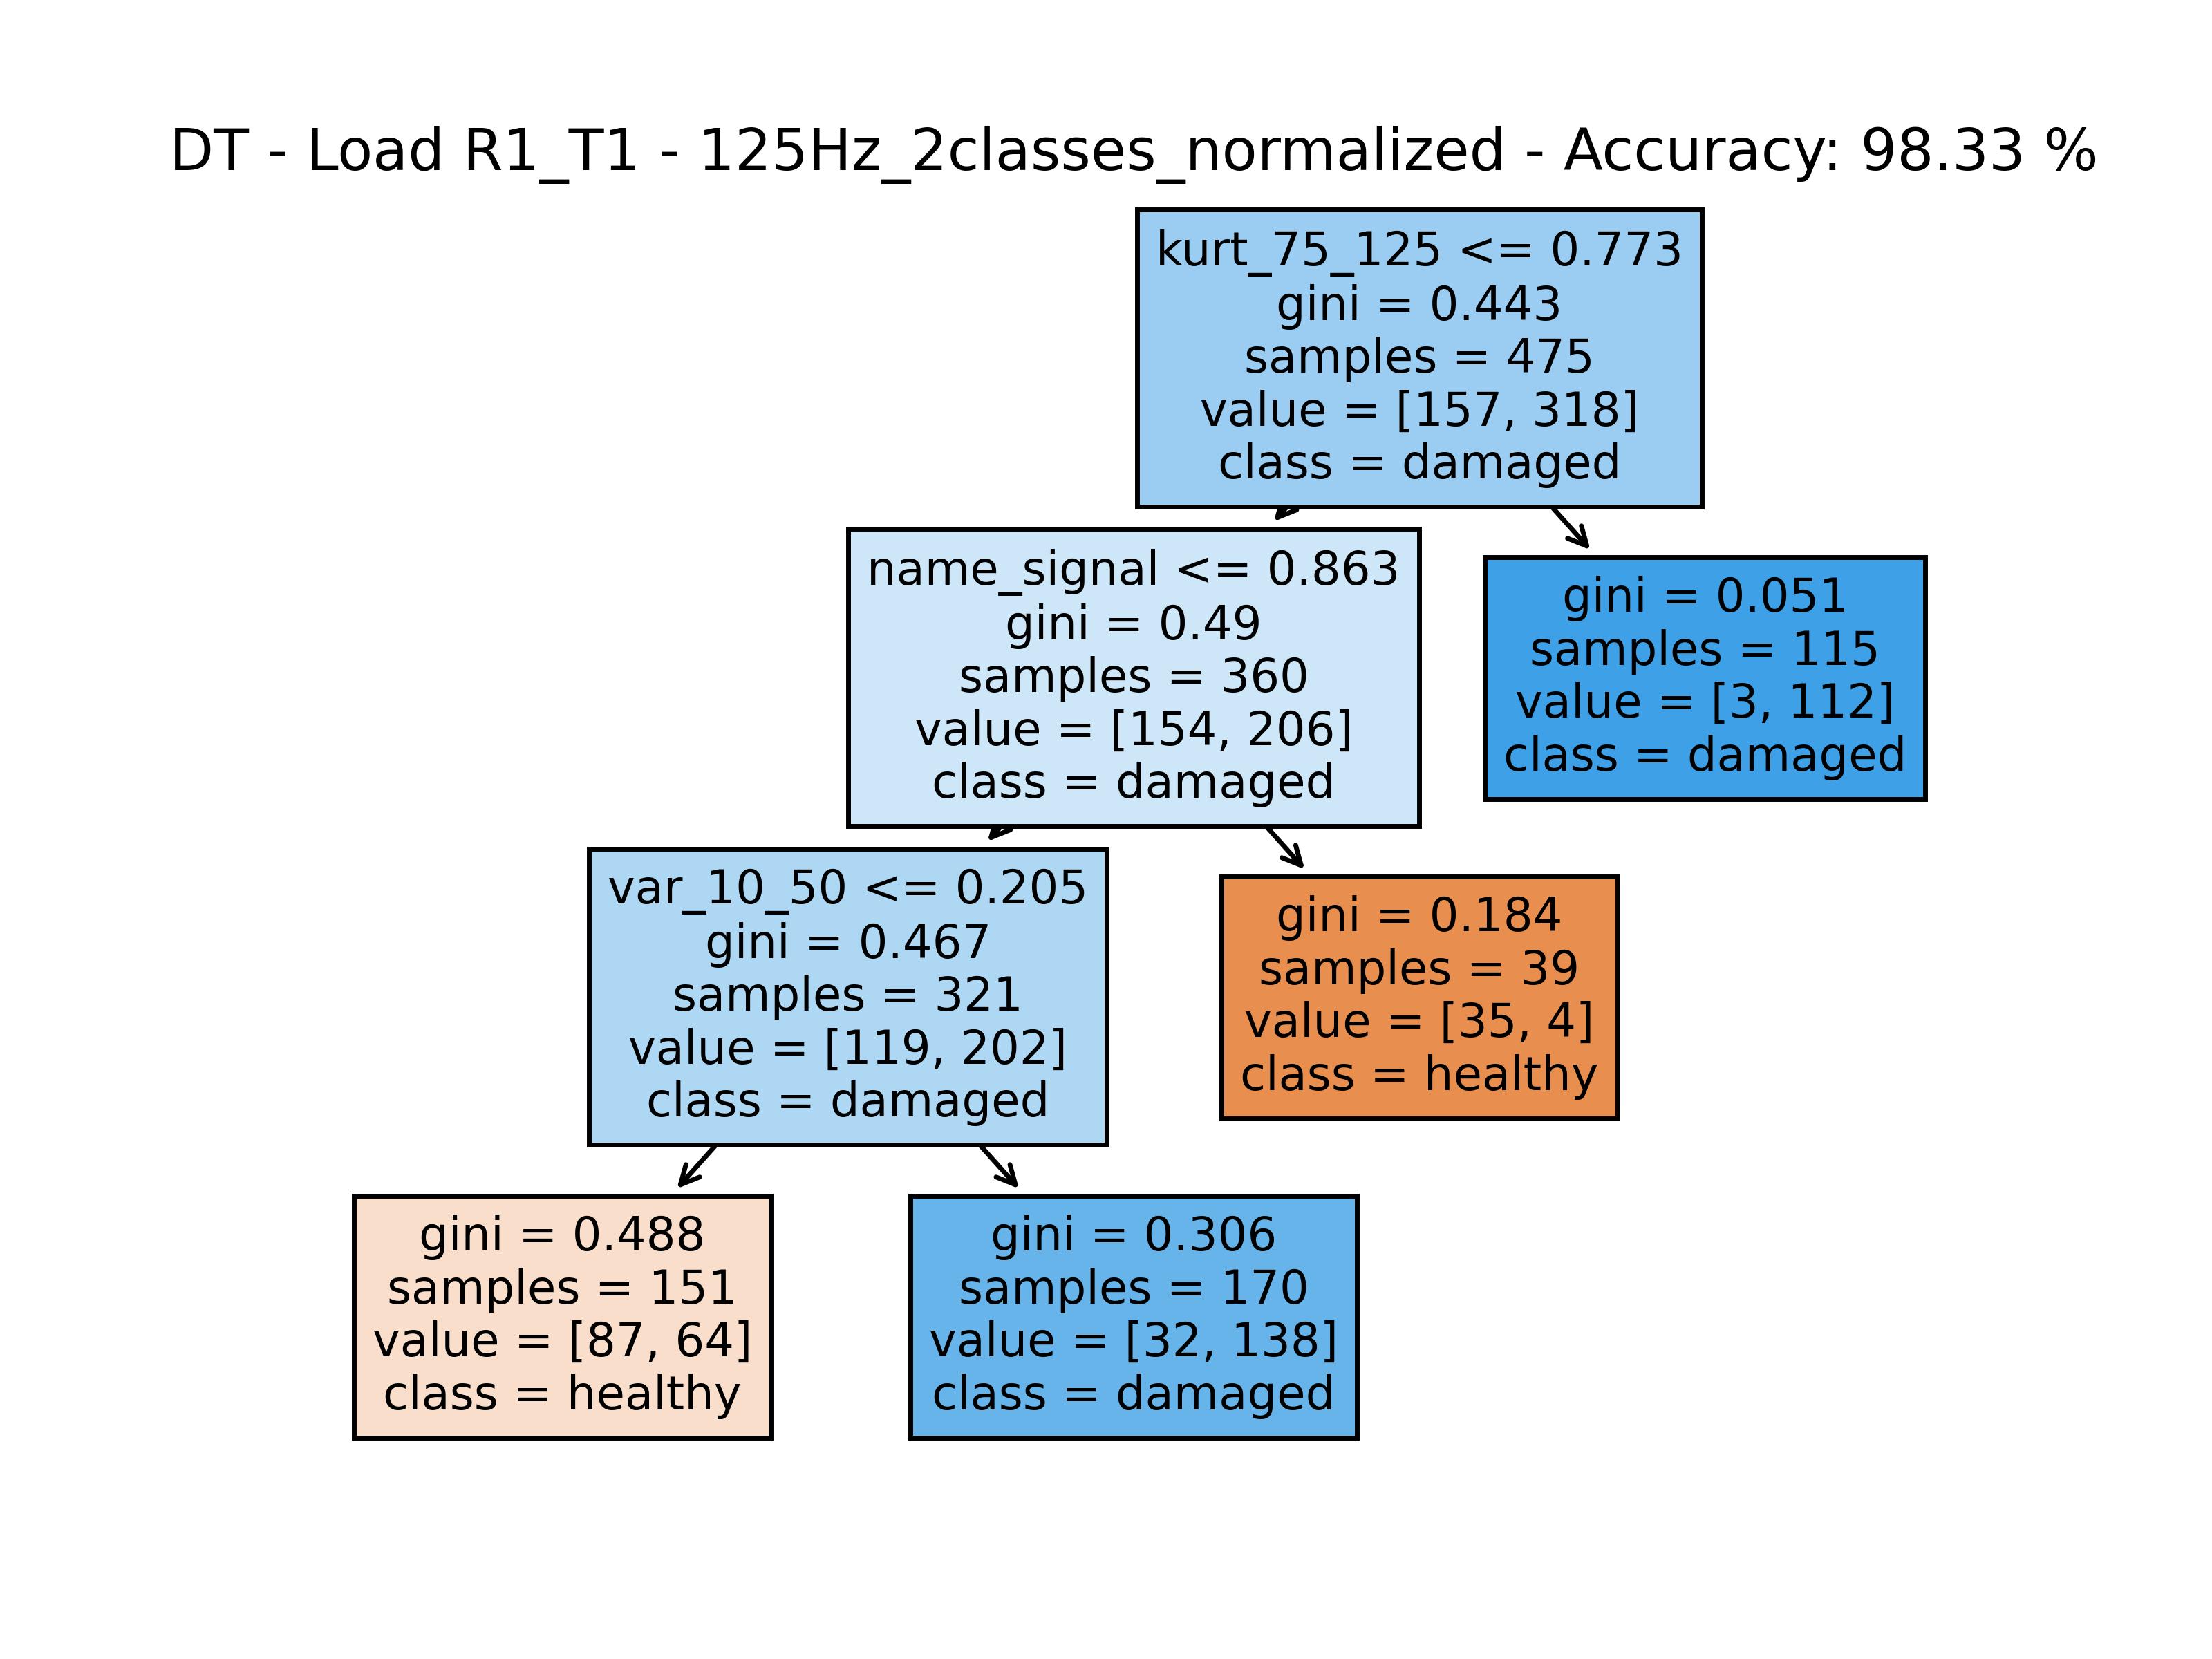 DT - Load R1_T1 - 125Hz_2classes_normalized - Accuracy: 98.33 %
kurt_75_125 <= 0.773
gini = 0.443
samples = 475
value = [157, 318]
class = damaged
name_signal <= 0.863
gini = 0.49
samples = 360
value = [154, 206]
class = damaged
gini = 0.051
samples = 115
value = [3, 112]
class = damaged
var_10_50 <= 0.205
gini = 0.467
samples = 321
value = [119, 202]
class = damaged
gini = 0.184
samples = 39
value = [35, 4]
class = healthy
gini = 0.488
samples = 151
value = [87, 64]
class = healthy
gini = 0.306
samples = 170
value = [32, 138]
class = damaged